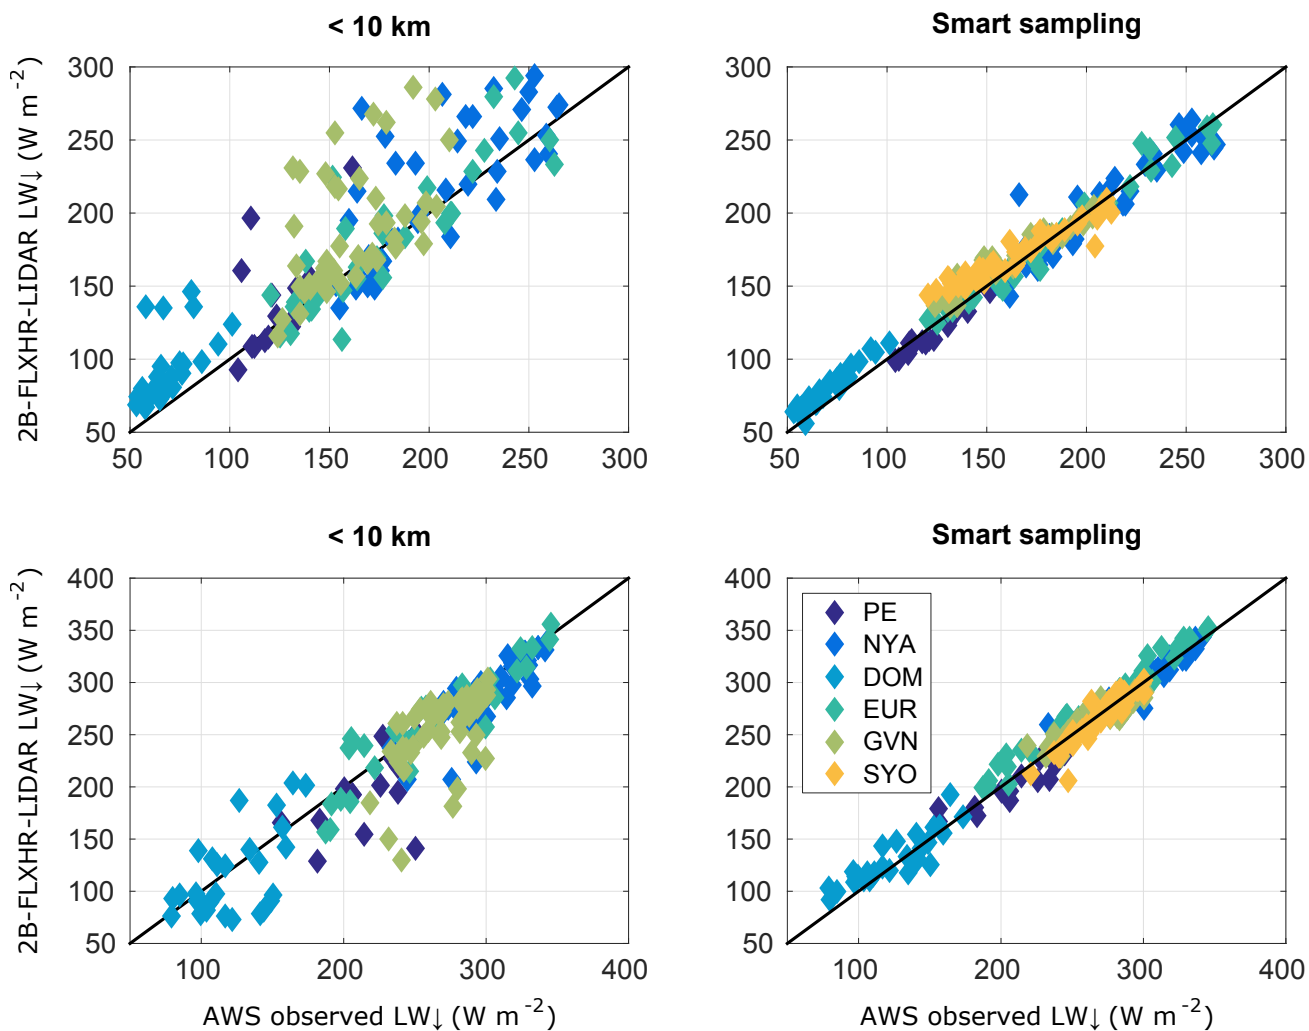 < 10 km
Smart sampling
2B-FLXHR-LIDAR LW↓ (W m⁻²)
300
250
200
150
100
50
50 100 150 200 250 300
300
250
200
150
100
50
50 100 150 200 250 300
< 10 km
Smart sampling
2B-FLXHR-LIDAR LW↓ (W m⁻²)
400
350
300
250
200
150
100
50
100 200 300 400
AWS observed LW↓ (W m⁻²)
400
350
300
250
200
150
100
50
PE
NYA
DOM
EUR
GVN
SYO
100 200 300 400
AWS observed LW↓ (W m⁻²)